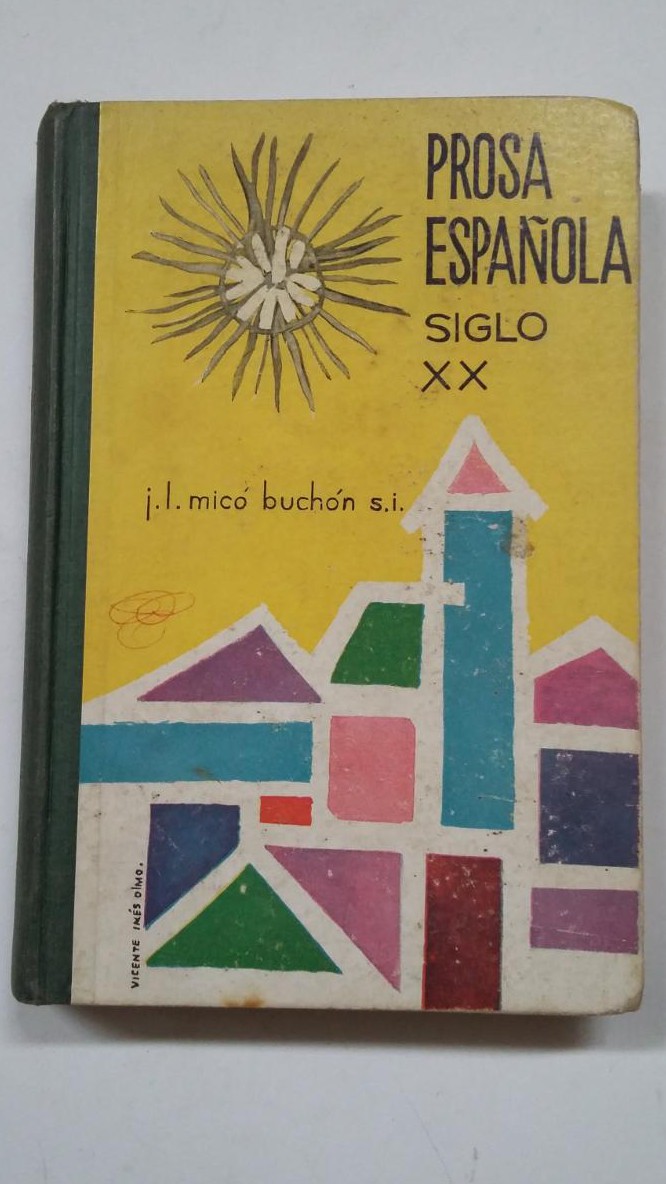 PROSA
ESPAÑOLA
SIGLO
XX
j.l. micó buchón s.i.
VICENTE INÉS OLMO.